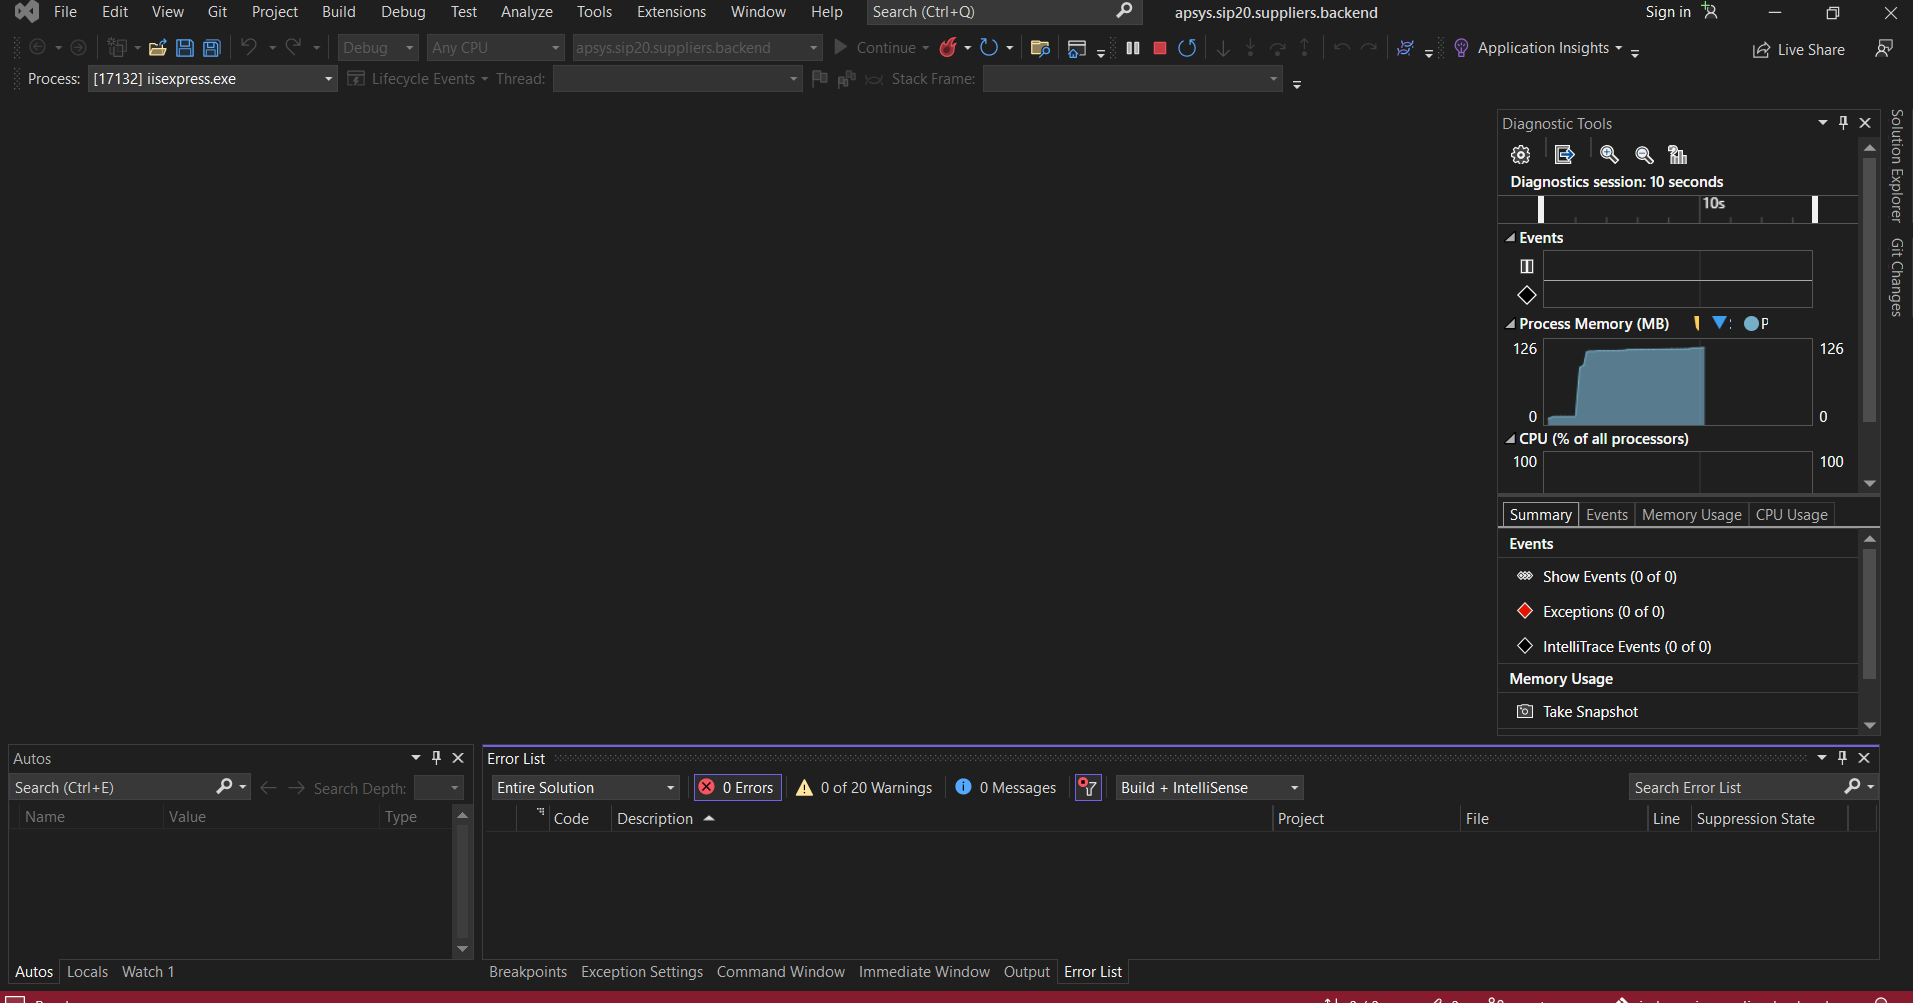 File Edit View Git Project Build Debug Test Analyze Tools Extensions Window Help Search (Ctrl+Q) apsys.sip20.suppliers.backend Sign in
Debug Any CPU apsys.sip20.suppliers.backend Continue Application Insights Live Share
Process: [17132] iisexpress.exe Lifecycle Events Thread: Stack Frame:
Diagnostic Tools
Diagnostics session: 10 seconds
10s
Events
Process Memory (MB) P
126 126
0 0
CPU (% of all processors)
100 100
Summary Events Memory Usage CPU Usage
Events
Show Events (0 of 0)
Exceptions (0 of 0)
IntelliTrace Events (0 of 0)
Memory Usage
Take Snapshot
Solution Explorer
Git Changes
Autos
Search (Ctrl+E) Search Depth:
Name Value Type
Autos Locals Watch 1
Error List
Entire Solution 0 Errors 0 of 20 Warnings 0 Messages Build + IntelliSense Search Error List
Code Description Project File Line Suppression State
Breakpoints Exception Settings Command Window Immediate Window Output Error List